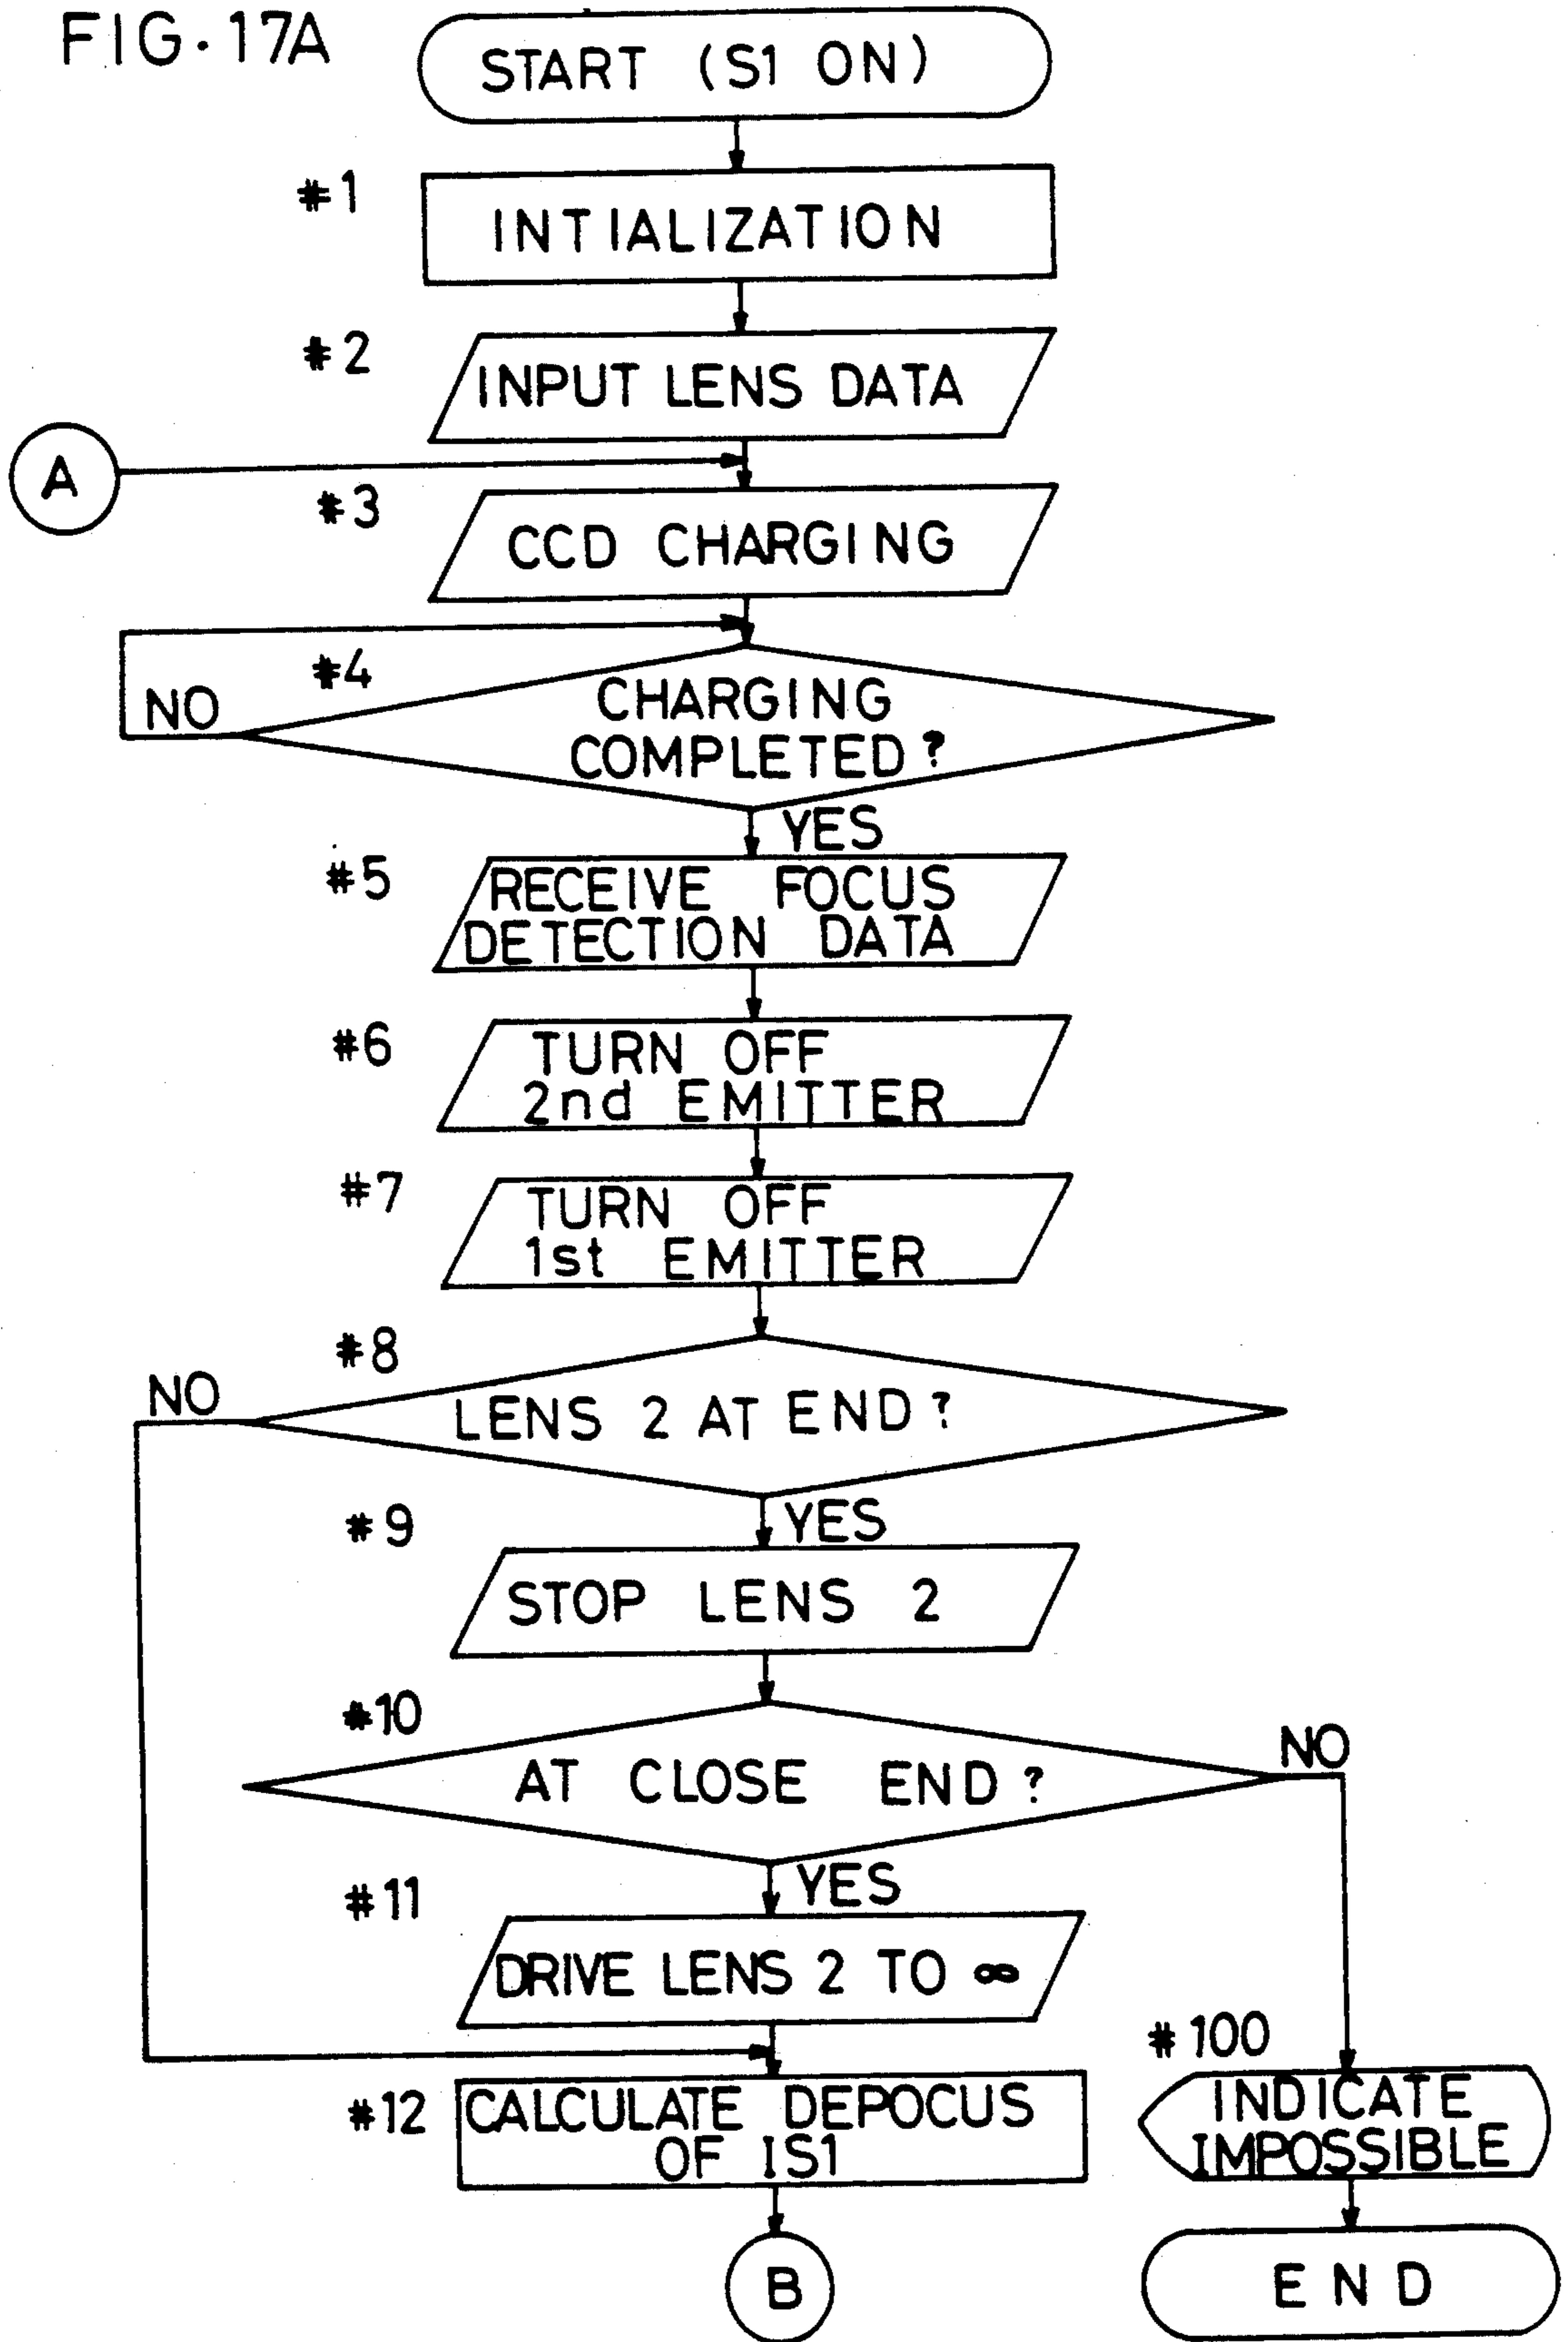 FIG. 17A
START (S1 ON)
#1
INTIALIZATION
#2
INPUT LENS DATA
A
#3
CCD CHARGING
#4
NO
CHARGING
COMPLETED?
YES
#5
RECEIVE FOCUS
DETECTION DATA
#6
TURN OFF
2nd EMITTER
#7
TURN OFF
1st EMITTER
#8
NO
LENS 2 AT END?
YES
#9
STOP LENS 2
#10
AT CLOSE END?
NO
YES
#11
DRIVE LENS 2 TO ∞
#12
CALCULATE DEPOCUS
OF IS1
#100
INDICATE
IMPOSSIBLE
B
END